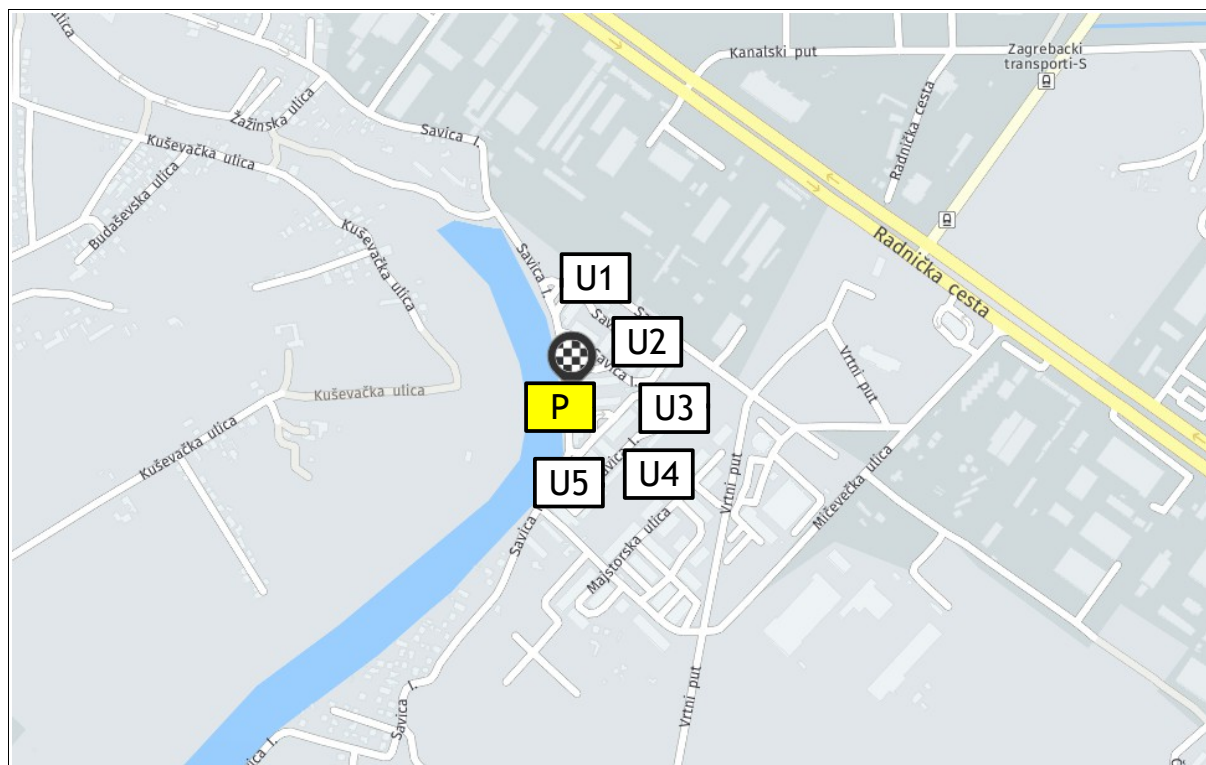 Kanalski put
Zagrebacki
transporti-S
Savica I.
Žažinska ulica
Kuševačka ulica
Radnička cesta
Budaševska ulica
Kuševačka ulica
Radnička cesta
Savica I.
U1
U2
Savica I.
Vrtni put
Kuševačka ulica
P
U3
Kuševačka ulica
U4
U5
Vrtni put
Mičevečka ulica
Savica I.
Majstorska ulica
Vrtni put
Savica I.